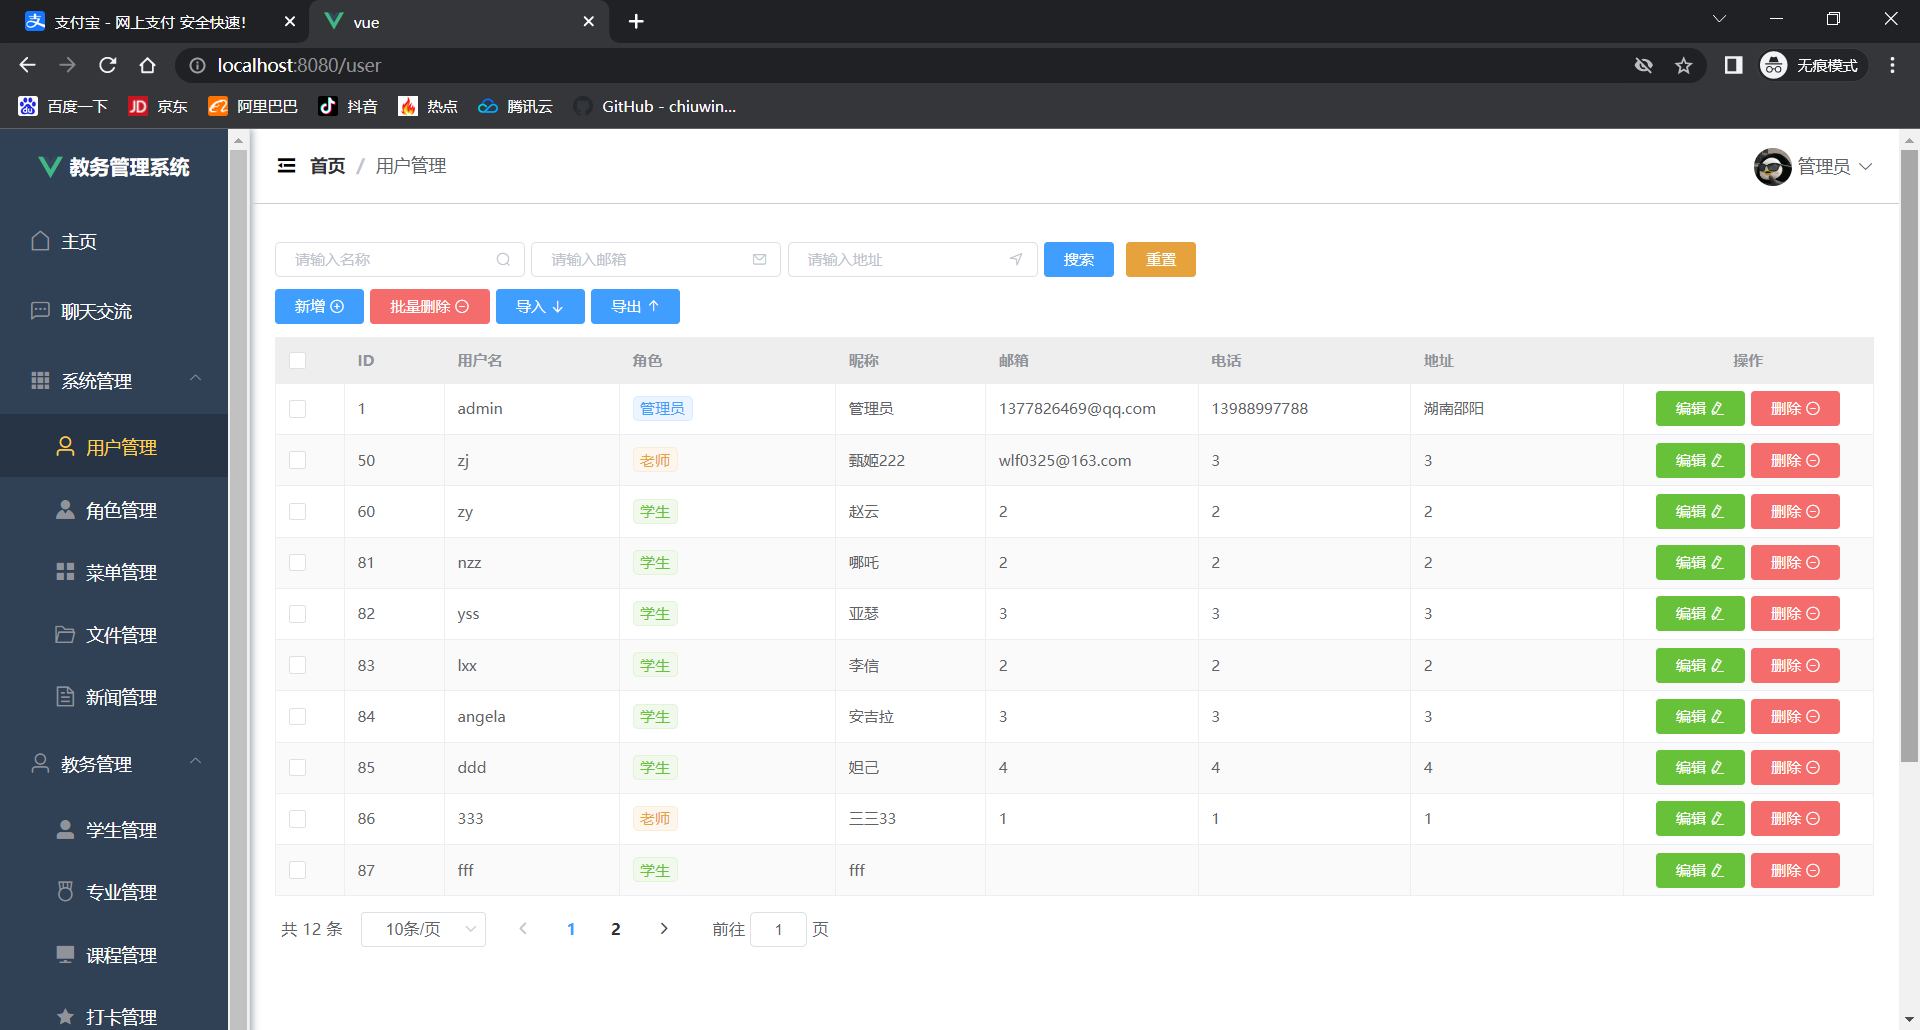 支付宝 - 网上支付 安全快速！
vue
localhost:8080/user
无痕模式
百度一下
JD 京东
阿里巴巴
抖音
热点
腾讯云
GitHub - chiuwin...
教务管理系统
主页
聊天交流
系统管理
用户管理
角色管理
菜单管理
文件管理
新闻管理
教务管理
学生管理
专业管理
课程管理
打卡管理
首页 / 用户管理
管理员
请输入名称 请输入邮箱 请输入地址 搜索 重置
新增 批量删除 导入 导出
ID 用户名 角色 昵称 邮箱 电话 地址 操作
1 admin 管理员 管理员 1377826469@qq.com 13988997788 湖南邵阳 编辑 删除
50 zj 老师 甄姬222 wlf0325@163.com 3 3 编辑 删除
60 zy 学生 赵云 2 2 2 编辑 删除
81 nzz 学生 哪吒 2 2 2 编辑 删除
82 yss 学生 亚瑟 3 3 3 编辑 删除
83 lxx 学生 李信 2 2 2 编辑 删除
84 angela 学生 安吉拉 3 3 3 编辑 删除
85 ddd 学生 妲己 4 4 4 编辑 删除
86 333 老师 三三33 1 1 1 编辑 删除
87 fff 学生 fff 编辑 删除
共 12 条 10条/页 1 2 前往 1 页